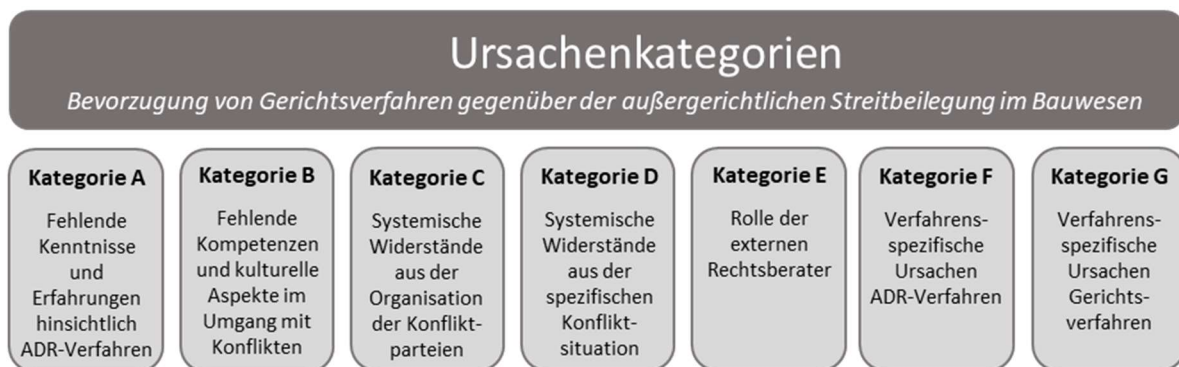 Ursachenkategorien
Bevorzugung von Gerichtsverfahren gegenüber der außergerichtlichen Streitbeilegung im Bauwesen
Kategorie A
Fehlende
Kenntnisse
und
Erfahrungen
hinsichtlich
ADR-Verfahren
Kategorie B
Fehlende
Kompetenzen
und kulturelle
Aspekte im
Umgang mit
Konflikten
Kategorie C
Systemische
Widerstände
aus der
Organisation
der Konflikt-
parteien
Kategorie D
Systemische
Widerstände
aus der
spezifischen
Konflikt-
situation
Kategorie E
Rolle der
externen
Rechtsberater
Kategorie F
Verfahrens-
spezifische
Ursachen
ADR-Verfahren
Kategorie G
Verfahrens-
spezifische
Ursachen
Gerichts-
verfahren